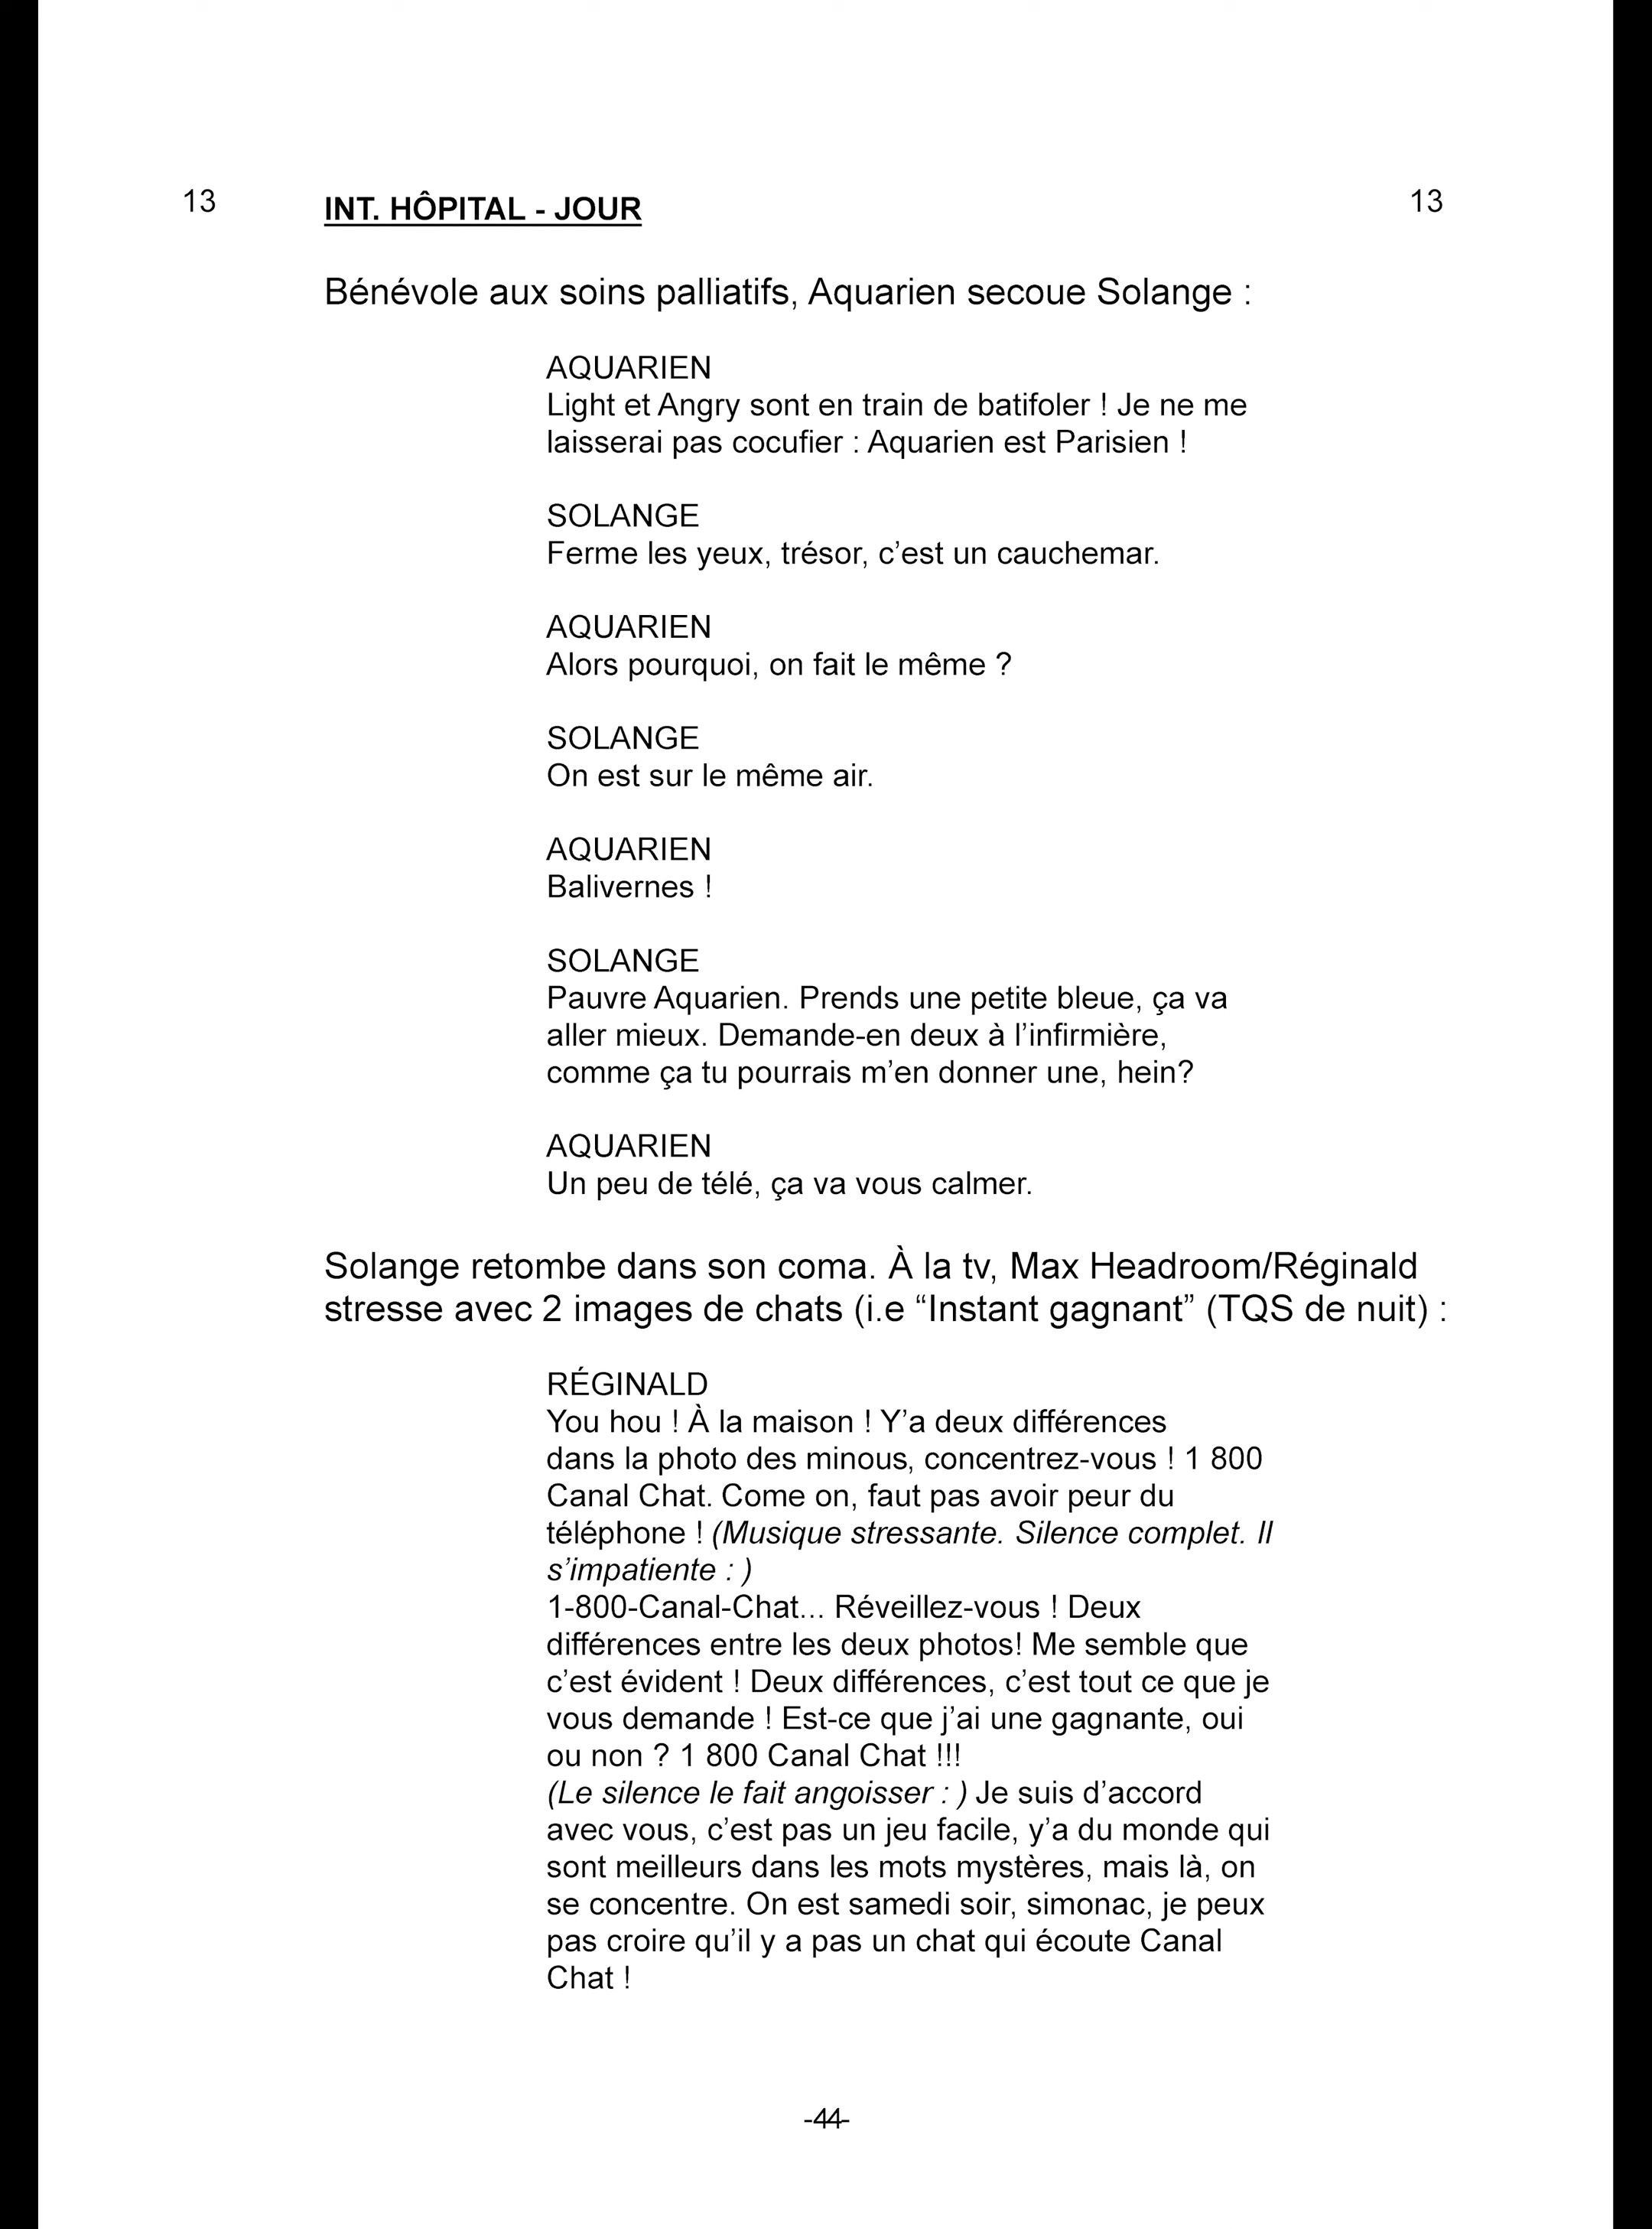 13 INT. HÔPITAL - JOUR 13
Bénévole aux soins palliatifs, Aquarien secoue Solange :
AQUARIEN
Light et Angry sont en train de batifoler ! Je ne me
laisserai pas cocufier : Aquarien est Parisien !
SOLANGE
Ferme les yeux, trésor, c’est un cauchemar.
AQUARIEN
Alors pourquoi, on fait le même ?
SOLANGE
On est sur le même air.
AQUARIEN
Balivernes !
SOLANGE
Pauvre Aquarien. Prends une petite bleue, ça va
aller mieux. Demande-en deux à l’infirmière,
comme ça tu pourrais m’en donner une, hein?
AQUARIEN
Un peu de télé, ça va vous calmer.
Solange retombe dans son coma. À la tv, Max Headroom/Réginald
stresse avec 2 images de chats (i.e “Instant gagnant” (TQS de nuit) :
RÉGINALD
You hou ! À la maison ! Y’a deux différences
dans la photo des minous, concentrez-vous ! 1 800
Canal Chat. Come on, faut pas avoir peur du
téléphone ! (Musique stressante. Silence complet. Il
s’impatiente : )
1-800-Canal-Chat... Réveillez-vous ! Deux
différences entre les deux photos! Me semble que
c’est évident ! Deux différences, c’est tout ce que je
vous demande ! Est-ce que j’ai une gagnante, oui
ou non ? 1 800 Canal Chat !!!
(Le silence le fait angoisser : ) Je suis d’accord
avec vous, c’est pas un jeu facile, y’a du monde qui
sont meilleurs dans les mots mystères, mais là, on
se concentre. On est samedi soir, simonac, je peux
pas croire qu’il y a pas un chat qui écoute Canal
Chat !
-44-